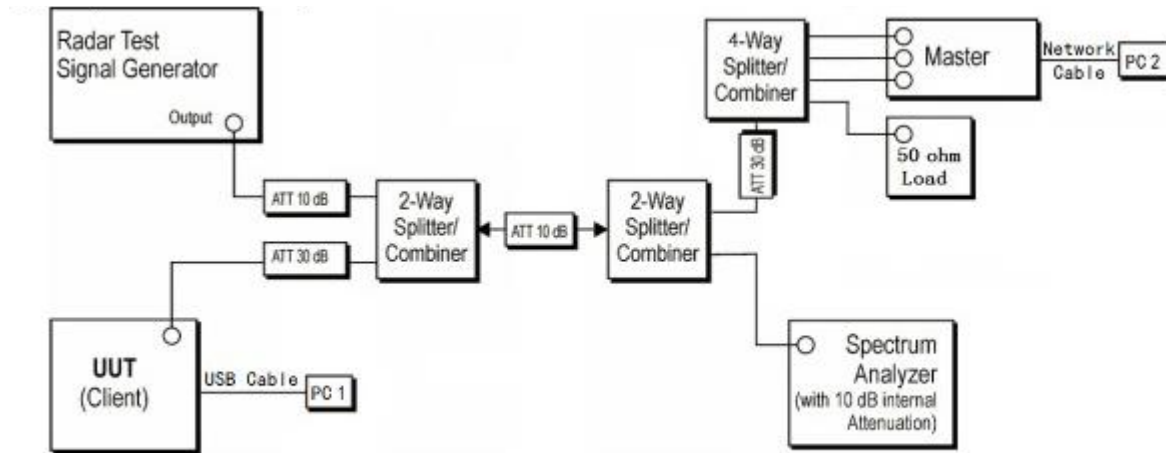 Radar Test
Signal Generator
Output
ATT 10 dB
ATT 30 dB
2-Way
Splitter/
Combiner
ATT 10 dB
2-Way
Splitter/
Combiner
ATT 30 dB
4-Way
Splitter/
Combiner
Master
Network
Cable
PC 2
50 ohm
Load
UUT
(Client)
USB Cable
PC 1
Spectrum
Analyzer
(with 10 dB internal
Attenuation)